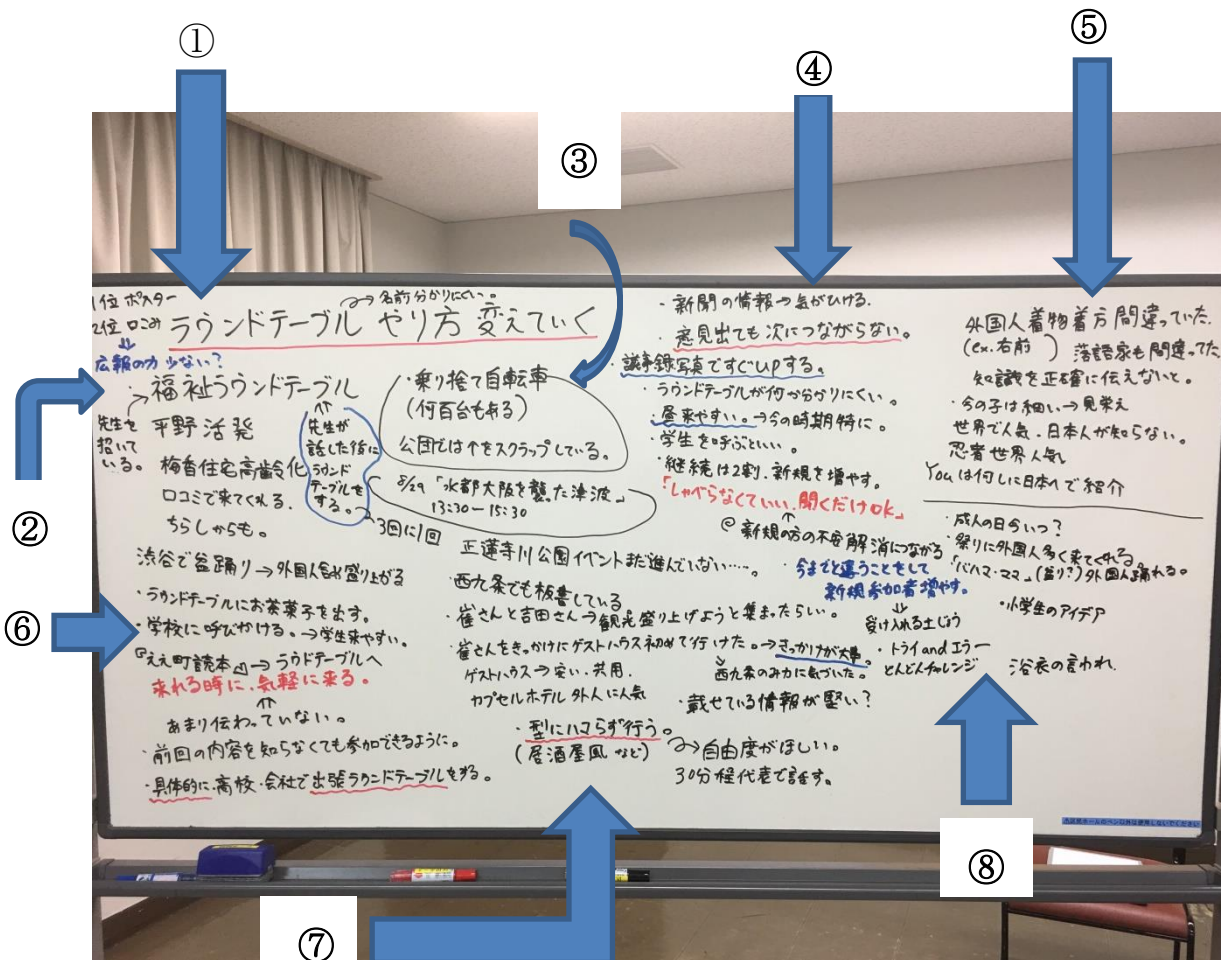 ①
②
③
④
⑤
⑥
⑦
⑧
1位 ポスター
2位 口こみ
広報の力少ない?
→名前分かりにくい。
ラウンドテーブル やり方 変えていく
・福祉ラウンドテーブル
先生を
招いて
いる。
平野活発
梅香住宅高齢化
口コミで来てくれる.
ちらしからも。
先生が
話した後に
ラウンド
テーブルを
する。
→3回に1回
・乗り捨て自転車
(何百台もある)
公団では↑をスクラップしている。
8/29 「水都大阪を襲った津波」
13:30-15:30
渋谷で盆踊り→外国人も盛り上がる
・ラウンドテーブルにお茶菓子を出す。
・学校に呼びかける。→学生来やすい。
『ええ町読本』→ラウドテーブルへ
来れる時に、気軽に来る。
あまり伝わっていない。
・前回の内容を知らなくても参加できるように。
・具体的に.高校・会社で出張ラウンドテーブルをする。
正蓮寺川公園イベントまだ進んでいない……。
・西九条でも板書している
・崔さんと吉田さん→観光盛り上げようと集まったらしい。
・崔さんをきっかけにゲストハウス初めて行けた。→きっかけが大事。
西九条のみ力に気づいた。
ゲストハウス→安い.共用.
カプセルホテル 外人に人気
・載せている情報が堅い?
・型にハマらず行う。
(居酒屋風 など)
→自由度がほしい。
30分程代表で話す。
・新聞の情報→気がひける.
・意見出ても次につながらない。
・議事録写真ですぐupする。
・ラウンドテーブルが何か分かりにくい。
・昼来やすい。→今の時期特に。
・学生を呼ぶといい。
・継続は2割.新規を増やす。
「しゃべらなくていい.聞くだけOK」
新規の方の不安解消につながる
・今までと違うことをして
新規参加者増やす。
受け入れる土じょう
・トライ and エラー
どんどんチャレンジ
外国人着物着方間違っていた.
(ex.右前 ) 落語家も間違ってた
知識を正確に伝えないと。
・今の子は細い→見栄え
世界で人気.日本人が知らない。
忍者世界人気
Youは何しに日本へで紹介
・成人の日今いつ?
・祭りに外国人多く来てくれる
「バハマ・ママ」(盆り?)外国人踊れる。
・小学生のアイデア
浴衣の言われ.